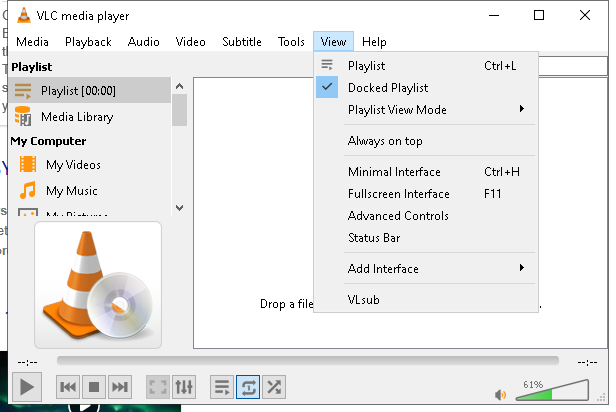 VLC media player
Media Playback Audio Video Subtitle Tools View Help
Playlist
Playlist [00:00]
Media Library
My Computer
My Videos
My Music
My Pictures
Playlist Ctrl+L
Docked Playlist
Playlist View Mode
Always on top
Minimal Interface Ctrl+H
Fullscreen Interface F11
Advanced Controls
Status Bar
Add Interface
VLsub
Drop a file
--:-- --:--
61%